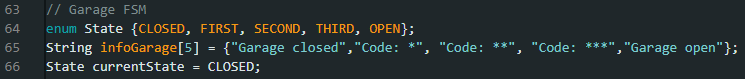 63 // Garage FSM
64 enum State {CLOSED, FIRST, SECOND, THIRD, OPEN};
65 String infoGarage[5] = {"Garage closed","Code: *", "Code: **", "Code: ***","Garage open"};
66 State currentState = CLOSED;